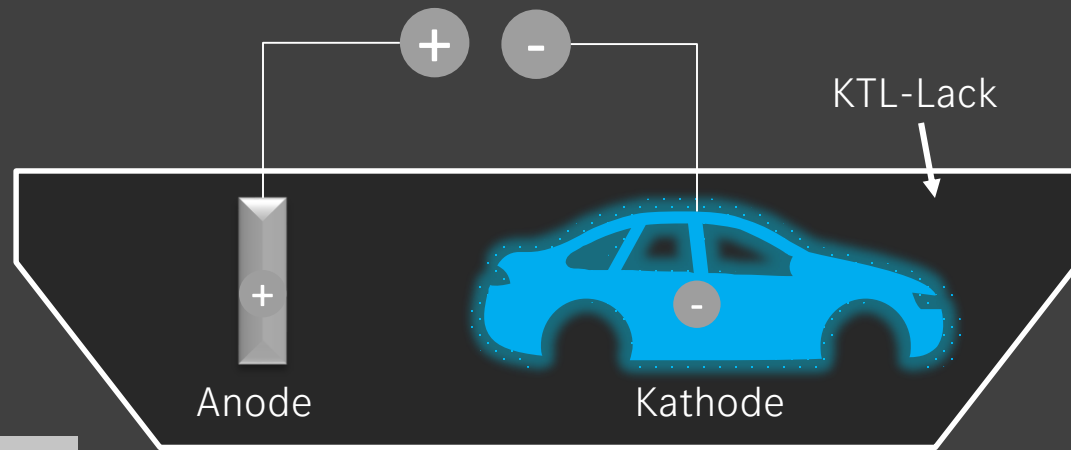 + -
KTL-Lack
+
-
Anode
Kathode